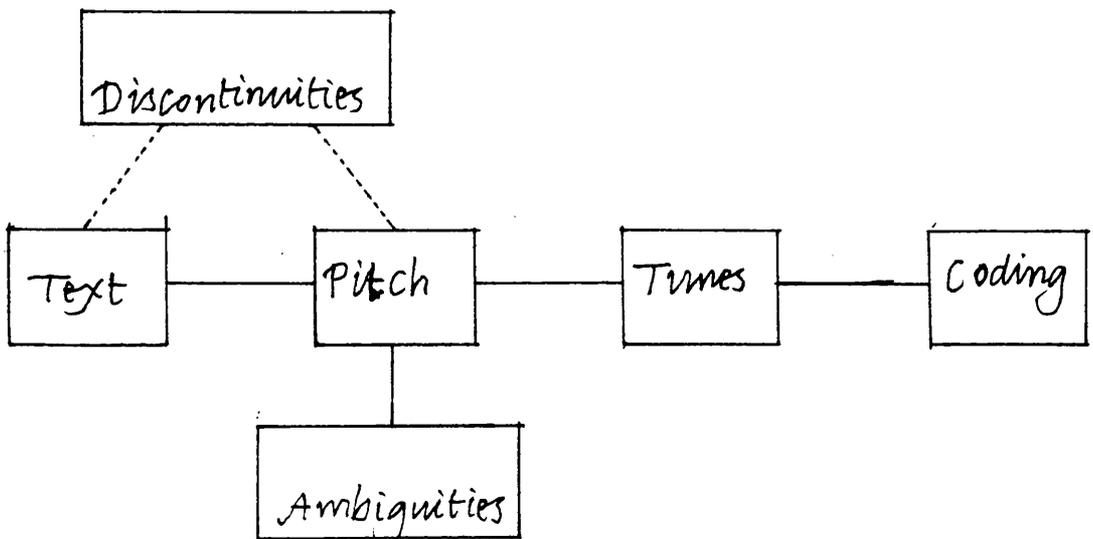 Discontinuities
Text
Pitch
Tunes
Coding
Ambiguities